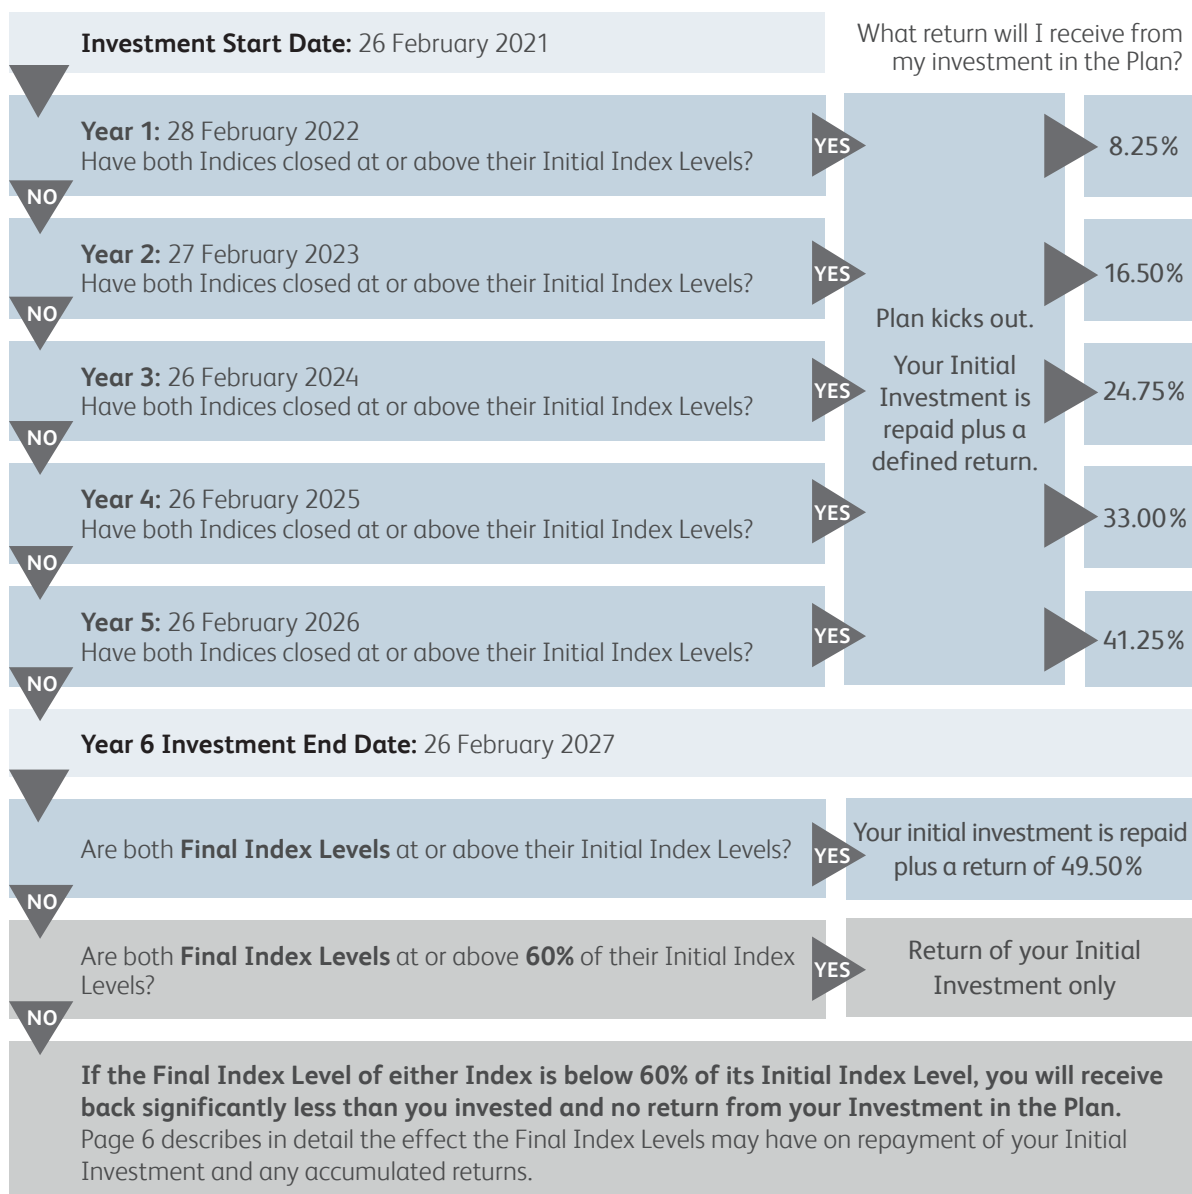 Investment Start Date: 26 February 2021
What return will I receive from
my investment in the Plan?
Year 1: 28 February 2022
Have both Indices closed at or above their Initial Index Levels?
YES
8.25%
NO
Year 2: 27 February 2023
Have both Indices closed at or above their Initial Index Levels?
YES
16.50%
NO
Plan kicks out.
Your Initial
Investment is
repaid plus a
defined return.
Year 3: 26 February 2024
Have both Indices closed at or above their Initial Index Levels?
YES
24.75%
NO
Year 4: 26 February 2025
Have both Indices closed at or above their Initial Index Levels?
YES
33.00%
NO
Year 5: 26 February 2026
Have both Indices closed at or above their Initial Index Levels?
YES
41.25%
NO
Year 6 Investment End Date: 26 February 2027
Are both Final Index Levels at or above their Initial Index Levels?
YES
Your initial investment is repaid
plus a return of 49.50%
NO
Are both Final Index Levels at or above 60% of their Initial Index
Levels?
YES
Return of your Initial
Investment only
NO
If the Final Index Level of either Index is below 60% of its Initial Index Level, you will receive
back significantly less than you invested and no return from your Investment in the Plan.
Page 6 describes in detail the effect the Final Index Levels may have on repayment of your Initial
Investment and any accumulated returns.